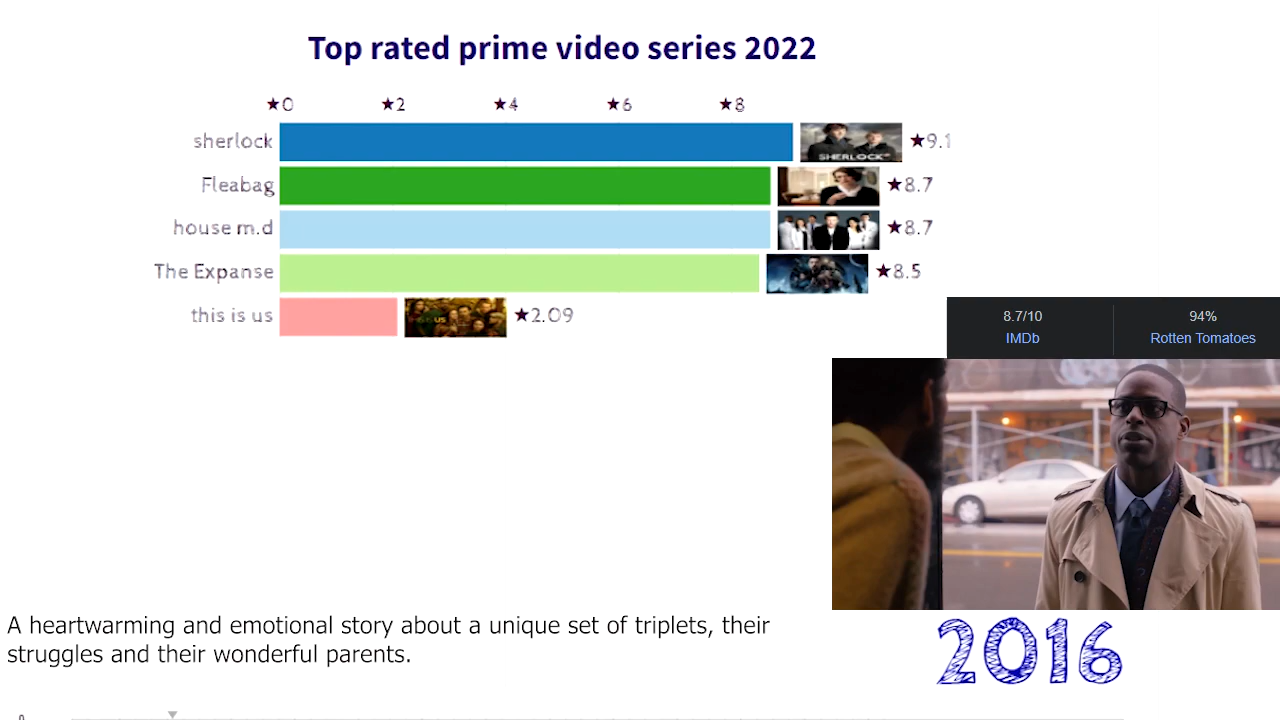 Top rated prime video series 2022
★0 ★2 ★4 ★6 ★8
sherlock SHERLOCK ★9.1
Fleabag ★8.7
house m.d ★8.7
The Expanse ★8.5
this is us US ★2.09
8.7/10 94%
IMDb Rotten Tomatoes
A heartwarming and emotional story about a unique set of triplets, their
struggles and their wonderful parents.
2016